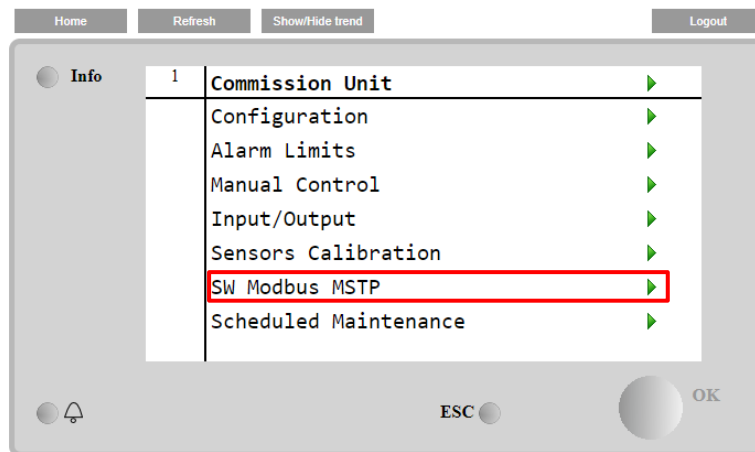 Home Refresh Show/Hide trend Logout
Info 1 Commission Unit
Configuration
Alarm Limits
Manual Control
Input/Output
Sensors Calibration
SW Modbus MSTP
Scheduled Maintenance
OK
ESC